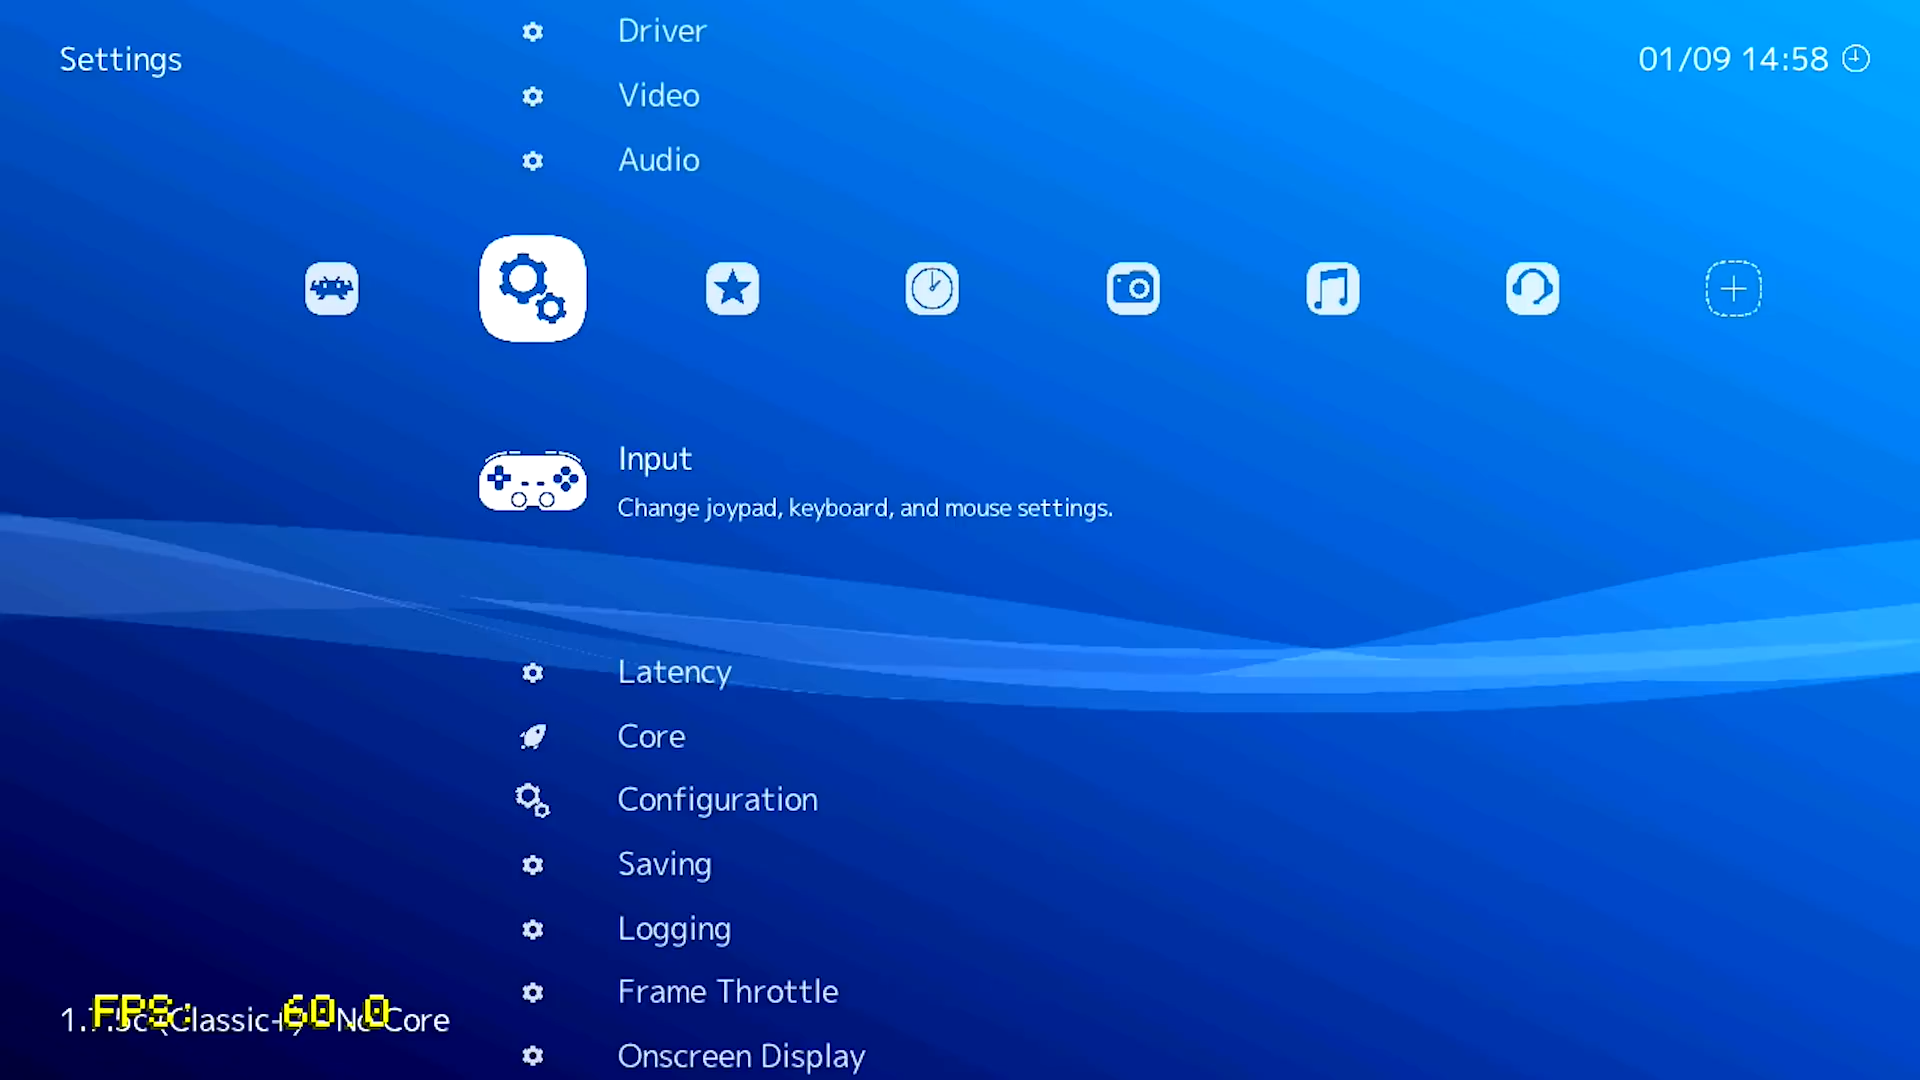 Driver
Settings
01/09 14:58
Video
Audio
Input
Change joypad, keyboard, and mouse settings.
Latency
Core
Configuration
Saving
Logging
Frame Throttle
FPS: 60.0
Core
Onscreen Display